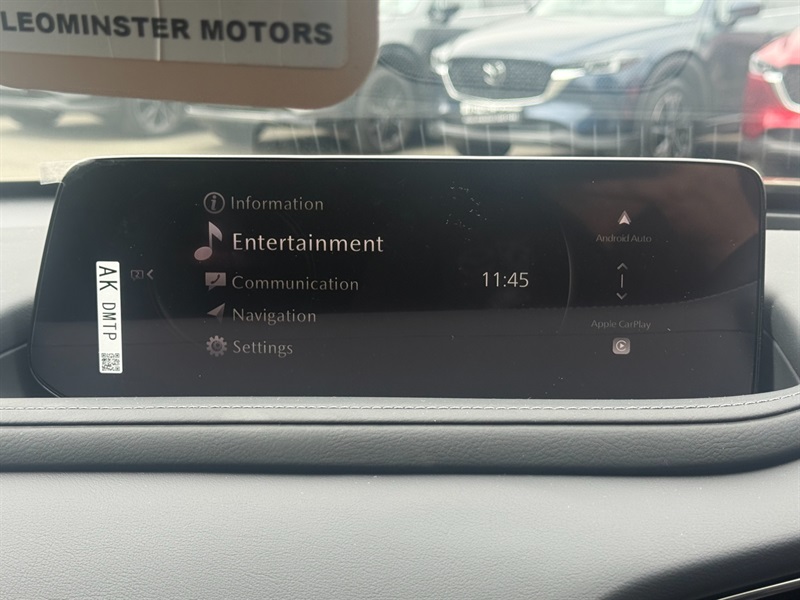 LEOMINSTER MOTORS
Information
Entertainment
Communication
Navigation
Settings
11:45
Android Auto
Apple CarPlay
AK DMTP